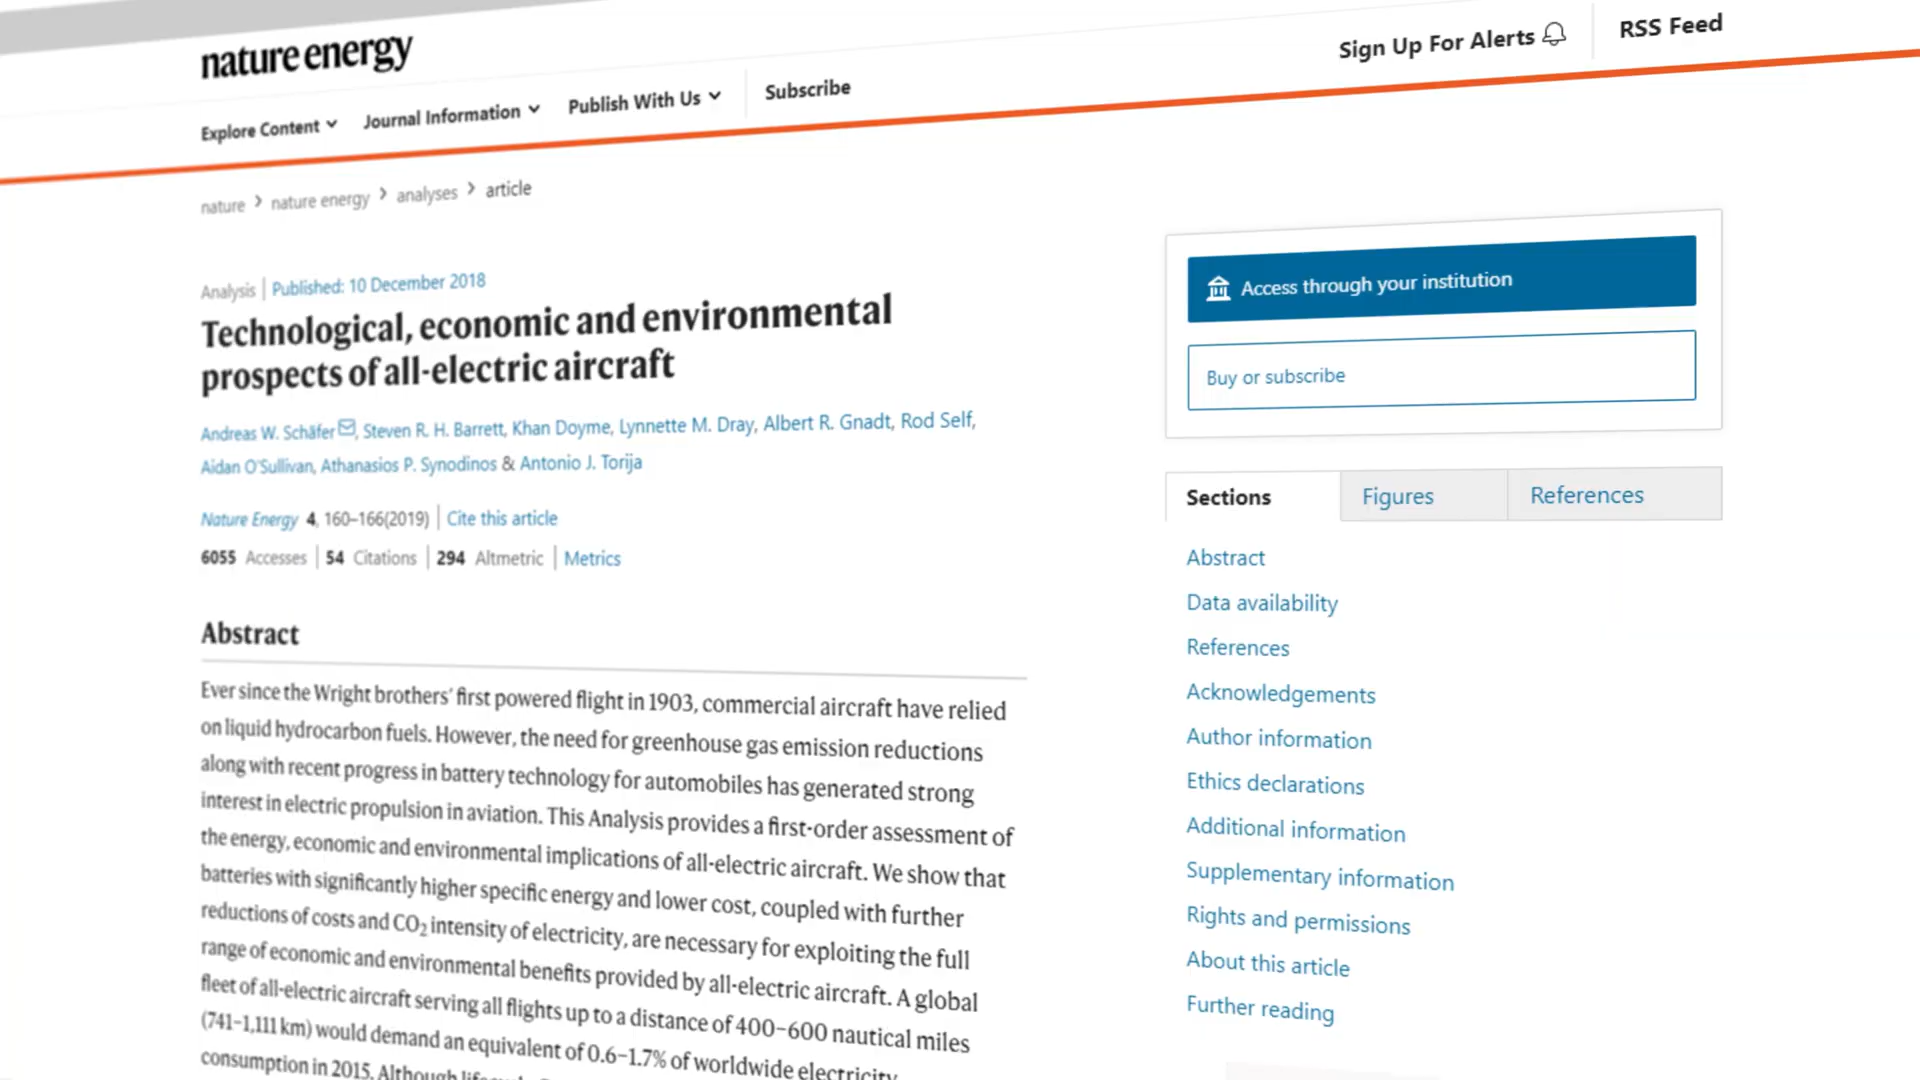 nature energy
Sign Up For Alerts
RSS Feed
Explore Content
Journal Information
Publish With Us
Subscribe
nature > nature energy > analyses > article
Analysis | Published: 10 December 2018
Technological, economic and environmental
prospects of all-electric aircraft
Andreas W. Schäfer, Steven R. H. Barrett, Khan Doyme, Lynnette M. Dray, Albert R. Gnadt, Rod Self,
Aidan O'Sullivan, Athanasios P. Synodinos & Antonio J. Torija
Nature Energy 4, 160–166(2019) | Cite this article
6055 Accesses | 54 Citations | 294 Altmetric | Metrics
Abstract
Ever since the Wright brothers' first powered flight in 1903, commercial aircraft have relied
on liquid hydrocarbon fuels. However, the need for greenhouse gas emission reductions
along with recent progress in battery technology for automobiles has generated strong
interest in electric propulsion in aviation. This Analysis provides a first-order assessment of
the energy, economic and environmental implications of all-electric aircraft. We show that
batteries with significantly higher specific energy and lower cost, coupled with further
reductions of costs and CO₂ intensity of electricity, are necessary for exploiting the full
range of economic and environmental benefits provided by all-electric aircraft. A global
fleet of all-electric aircraft serving all flights up to a distance of 400–600 nautical miles
(741–1,111 km) would demand an equivalent of 0.6–1.7% of worldwide electricity
consumption in 2015. Although
Access through your institution
Buy or subscribe
Sections
Figures
References
Abstract
Data availability
References
Acknowledgements
Author information
Ethics declarations
Additional information
Supplementary information
Rights and permissions
About this article
Further reading